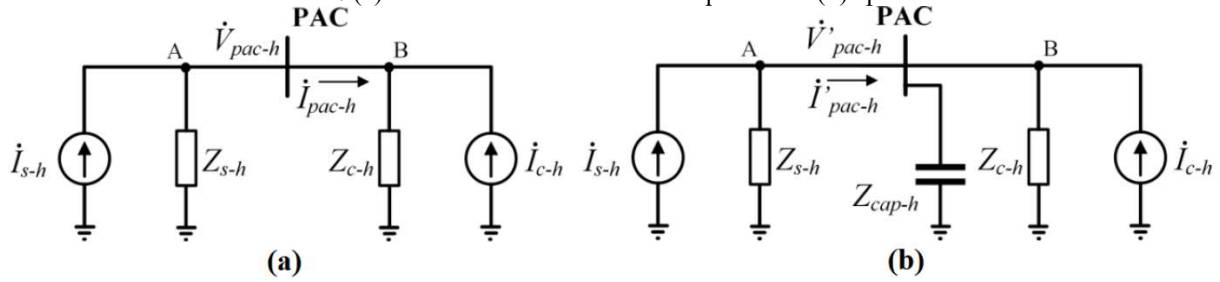 PAC
A
V̇pac-h
B
İpac-h
İs-h
Zs-h
Zc-h
İc-h
(a)
PAC
A
V̇'pac-h
B
İ'pac-h
İs-h
Zs-h
Zcap-h
Zc-h
İc-h
(b)